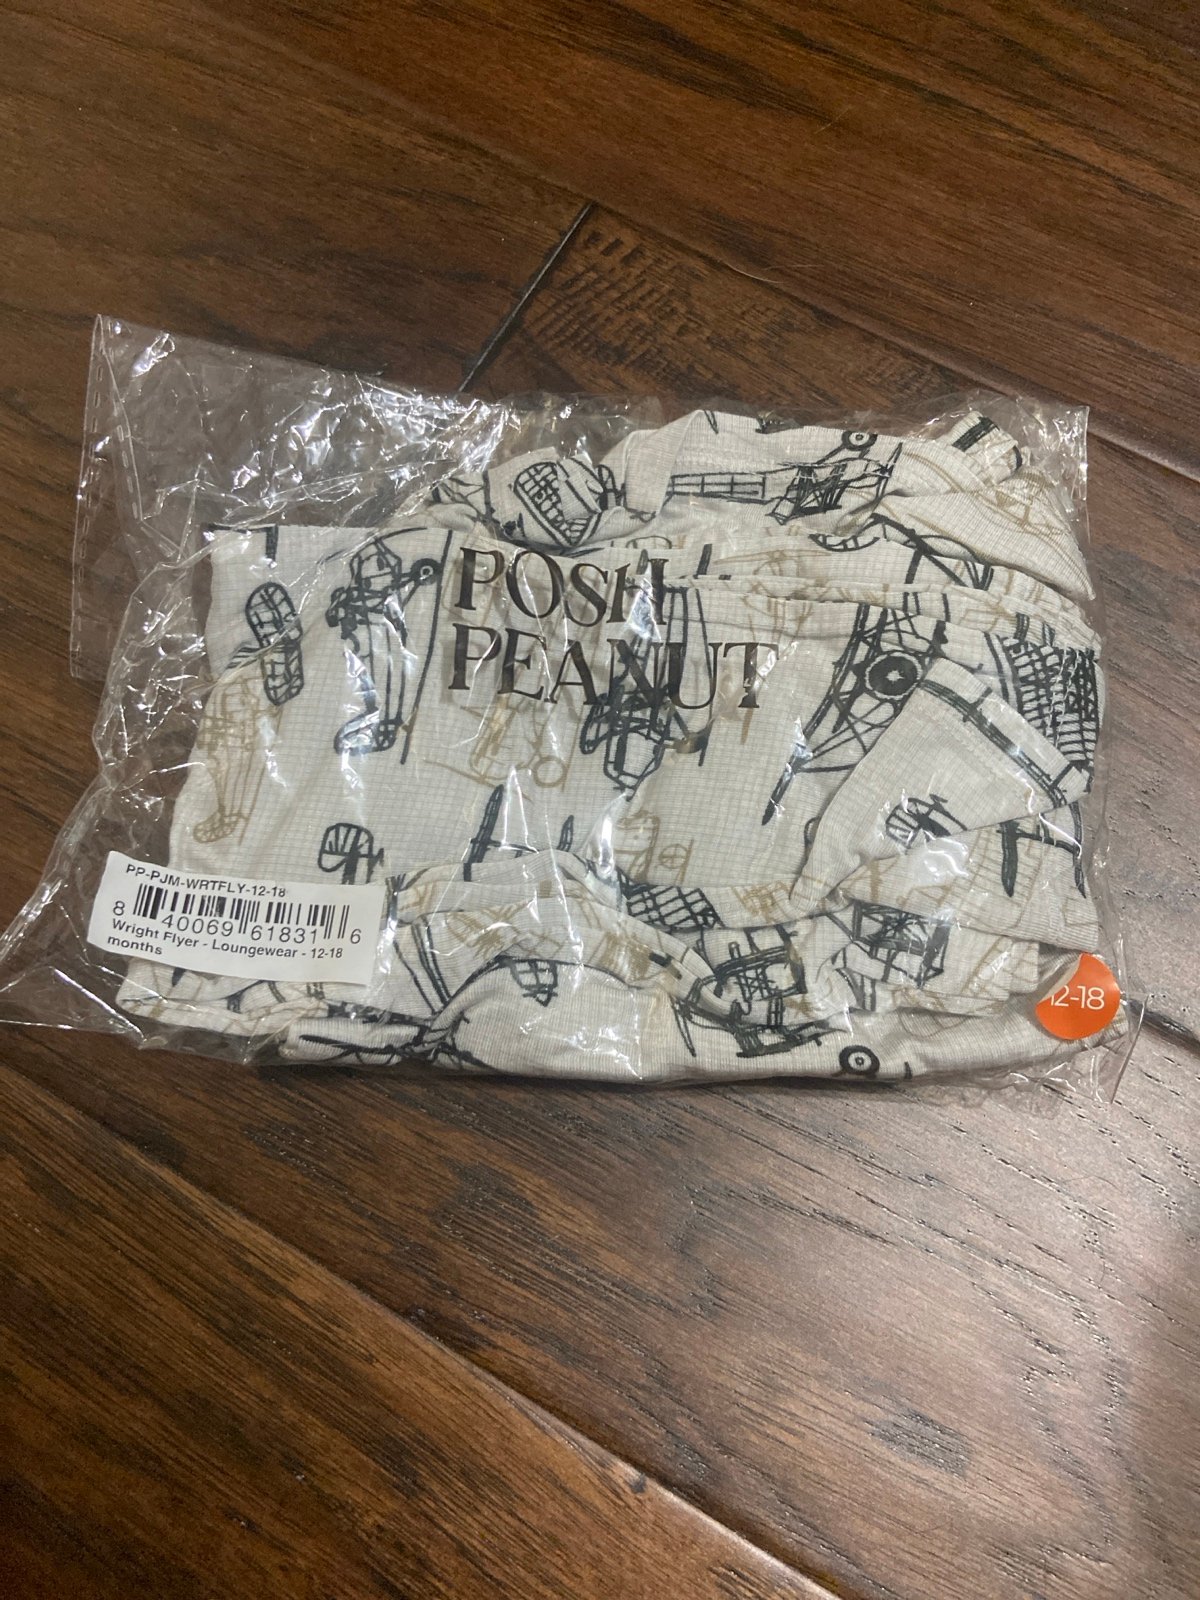 POSH
PEANUT
PP-PJM-WRTFLY-12-18
8 40069 61831 6
Wright Flyer - Loungewear - 12-18
months
12-18